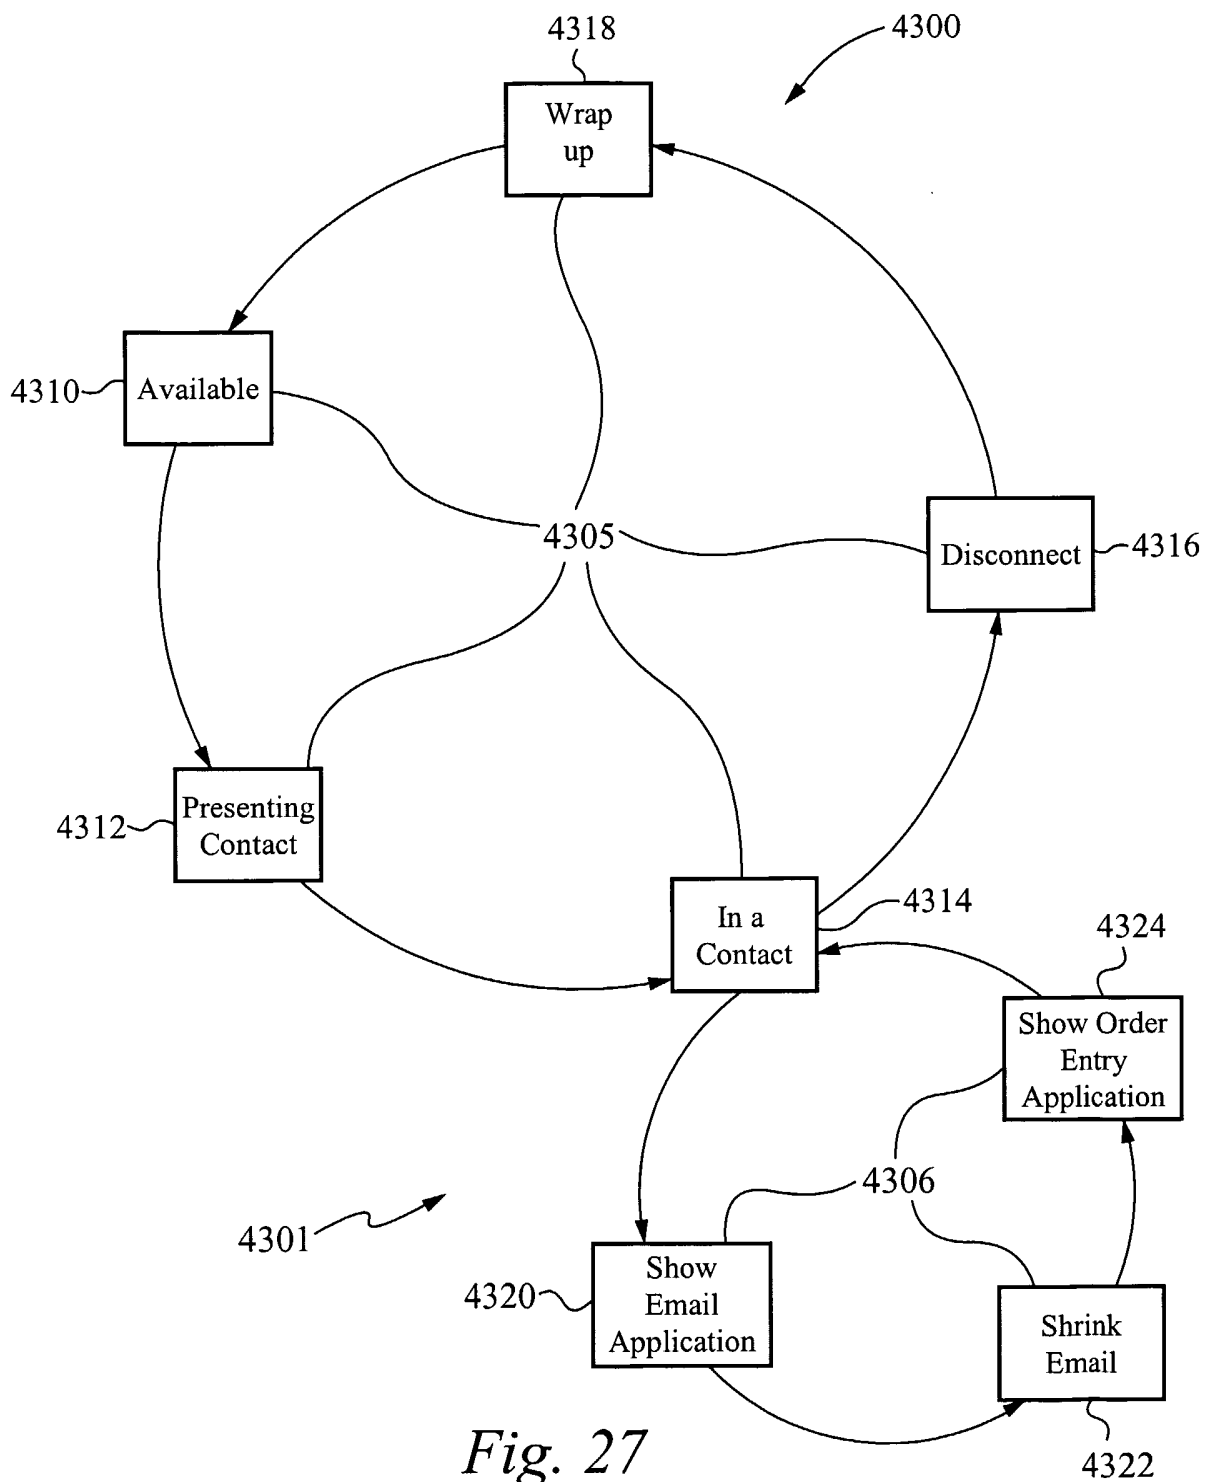 4318
4300
Wrap
up
4310
Available
4305
Disconnect
4316
Presenting
Contact
4312
In a
Contact
4314
4324
Show Order
Entry
Application
4306
4301
4320
Show
Email
Application
Shrink
Email
4322
Fig. 27